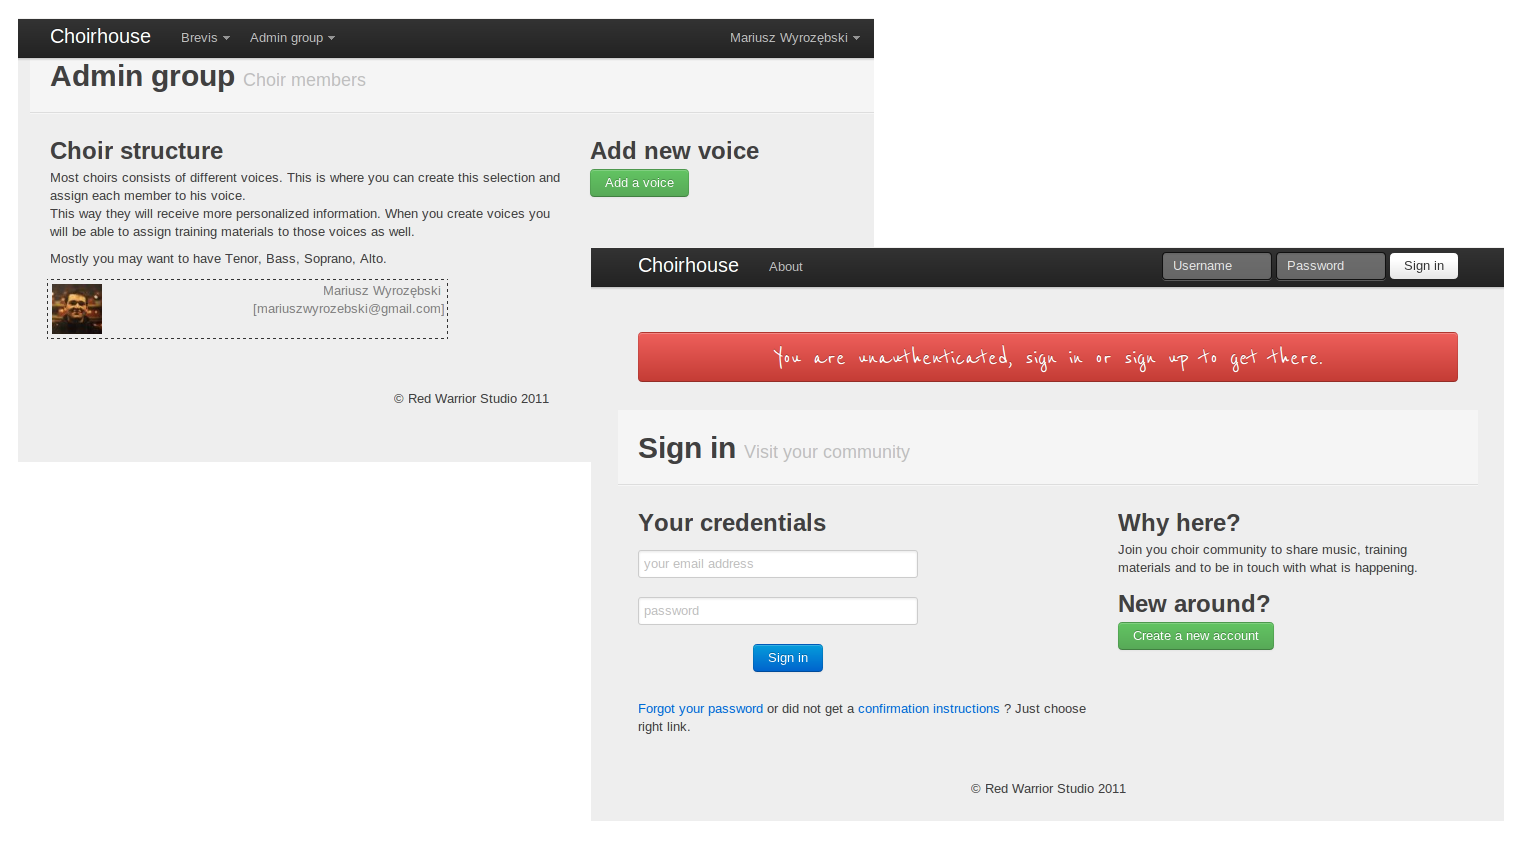 Choirhouse Brevis Admin group Mariusz Wyrozębski
Admin group Choir members
Choir structure
Most choirs consists of different voices. This is where you can create this selection and
assign each member to his voice.
This way they will receive more personalized information. When you create voices you
will be able to assign training materials to those voices as well.
Mostly you may want to have Tenor, Bass, Soprano, Alto.
Mariusz Wyrozębski
[mariuszwyrozebski@gmail.com]
Add new voice
Add a voice
© Red Warrior Studio 2011
Choirhouse About Username Password Sign in
You are unauthenticated, sign in or sign up to get there.
Sign in Visit your community
Your credentials
your email address
password
Sign in
Forgot your password or did not get a confirmation instructions ? Just choose
right link.
Why here?
Join you choir community to share music, training
materials and to be in touch with what is happening.
New around?
Create a new account
© Red Warrior Studio 2011